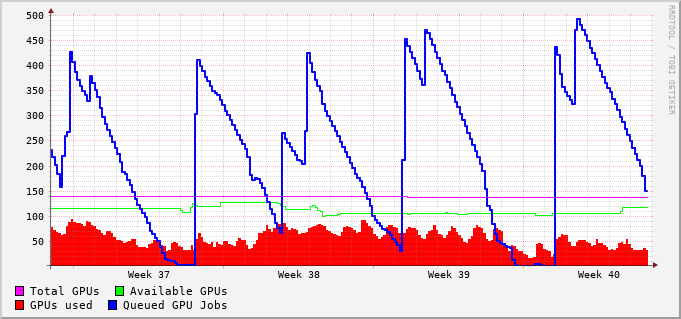 500
450
400
350
300
250
200
150
100
50
Week 37 Week 38 Week 39 Week 40
Total GPUs Available GPUs
GPUs used Queued GPU Jobs
RRDTOOL / TOBI OETIKER